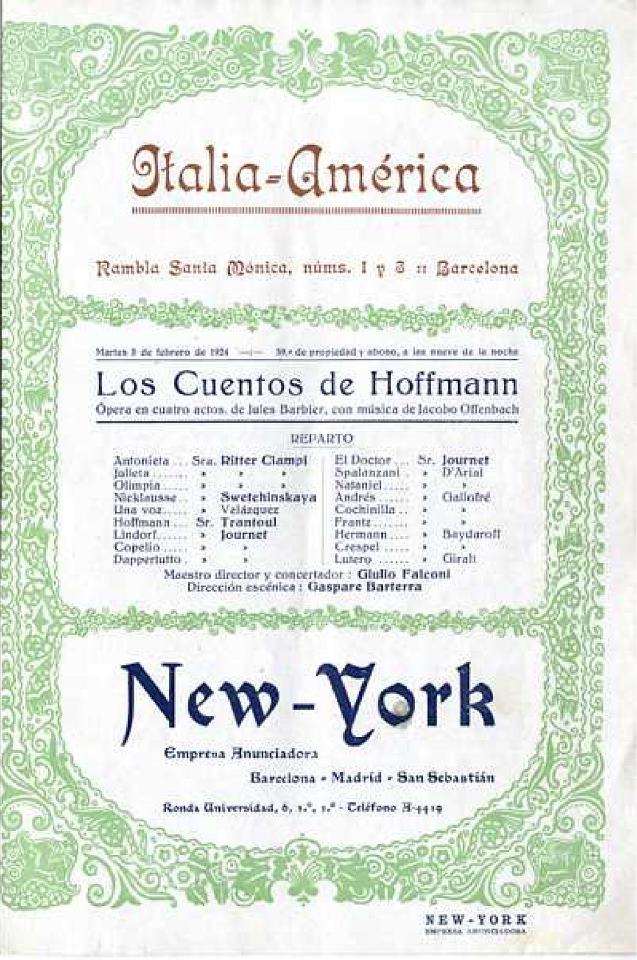 Italia-América
Rambla Santa Mónica, núms. 1 y 3 :: Barcelona
Martes 5 de febrero de 1924 —:— 39.ª de propiedad y abono, a las nueve de la noche
Los Cuentos de Hoffmann
Ópera en cuatro actos, de Jules Barbier, con música de Jacobo Offenbach
REPARTO
Antonieta ... Sra. Ritter Ciampi
Julieta ....... » » »
Olimpia ..... » » »
Nicklausse .. » Swetchinskaya
Una voz ..... » Velázquez
Hoffmann ... Sr. Trantoul
Lindorf ...... » Journet
Copelio ..... » »
Dappertutto . » »
El Doctor ... Sr. Journet
Spalanzani .. » D'Arial
Nataniel ..... » »
Andrés ...... » Gallofré
Cochinilla .. » »
Frantz ....... » »
Hermann .... » Baydaroff
Crespel ..... » »
Lutero ...... » Giralt
Maestro director y concertador : Giulio Falconi
Dirección escénica : Gaspare Barterra
New-York
Empresa Anunciadora
Barcelona - Madrid - San Sebastián
Ronda Universidad, 6, 1.º, 1.ª - Teléfono A-4419
NEW-YORK
EMPRESA ANUNCIADORA